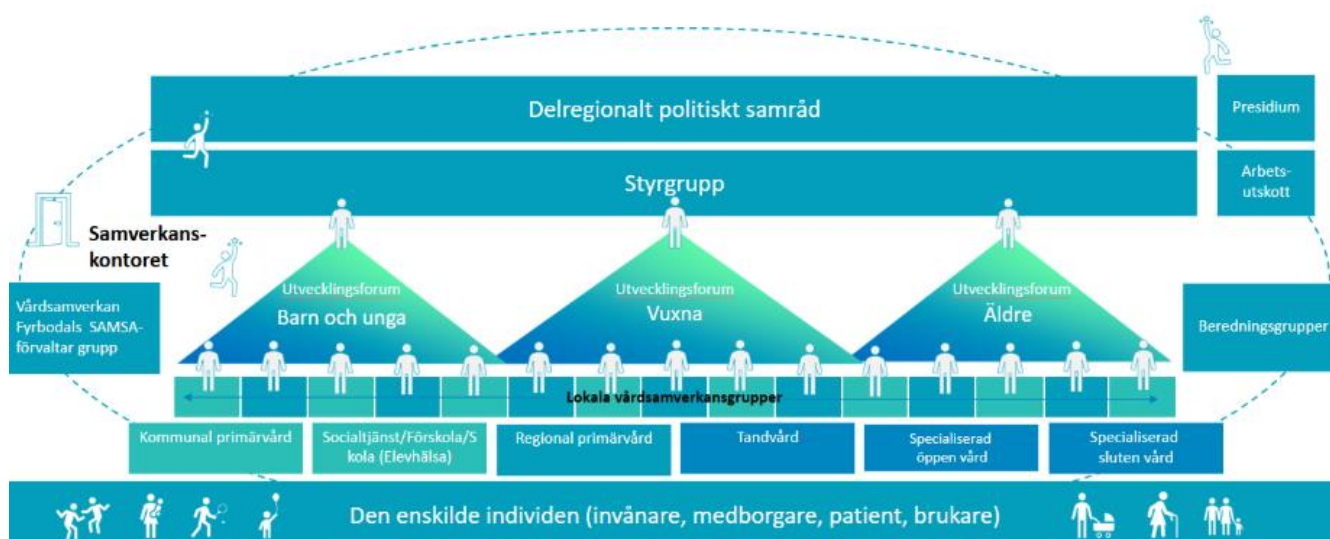 Delregionalt politiskt samråd
Presidium
Styrgrupp
Arbets-
utskott
Samverkans-
kontoret
Utvecklingsforum
Barn och unga
Utvecklingsforum
Vuxna
Utvecklingsforum
Äldre
Vårdsamverkan
Fyrbodals SAMSA-
förvaltar grupp
Beredningsgrupper
Lokala vårdsamverkansgrupper
Kommunal primärvård
Socialtjänst/Förskola/S
kola (Elevhälsa)
Regional primärvård
Tandvård
Specialiserad
öppen vård
Specialiserad
sluten vård
Den enskilde individen (invånare, medborgare, patient, brukare)